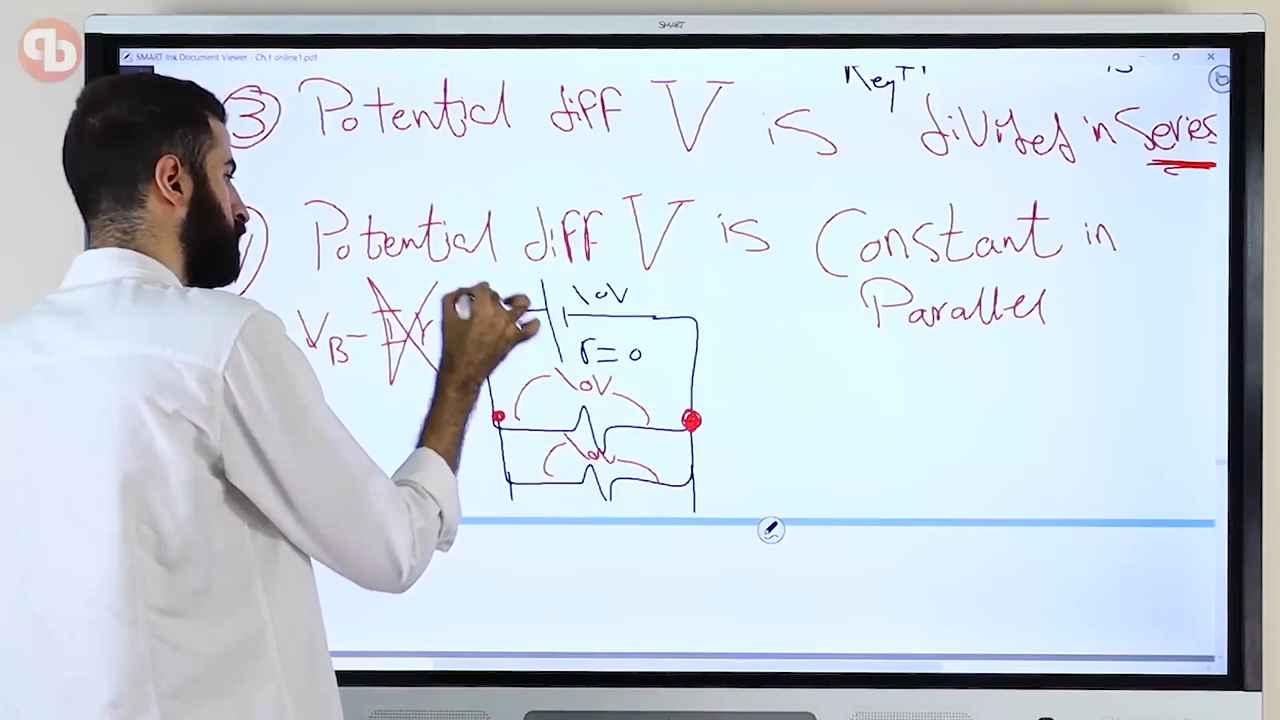 SMART
SMART Ink Document Viewer - Ch.1 online1.pdf
③ Potential diff V is divided in Series
Potential diff V is Constant in
Parallel
V_B -
10V
r = 0
10V
10V